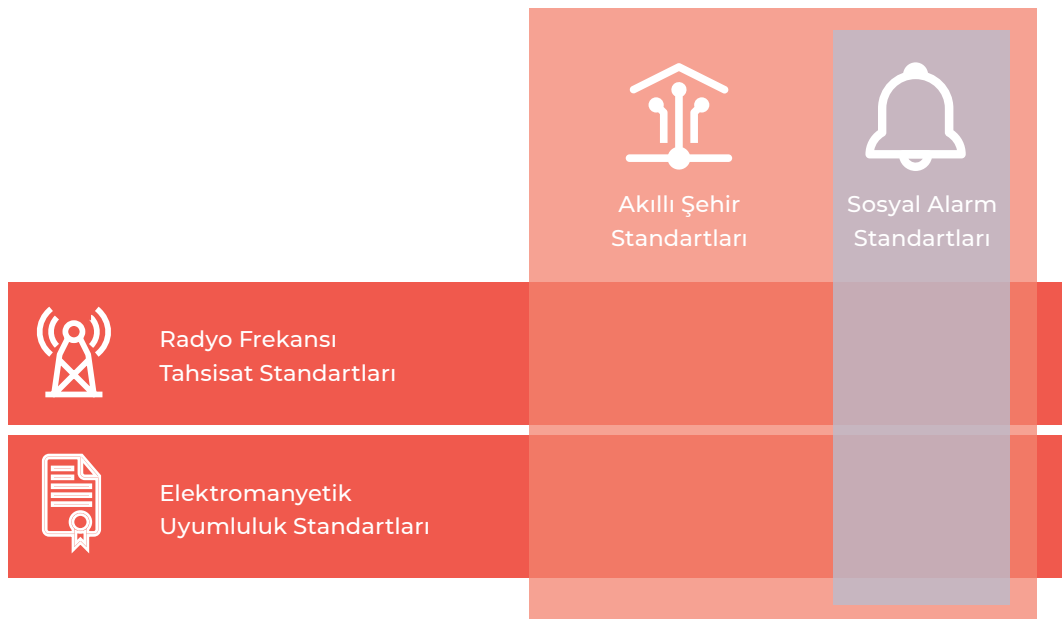 Akıllı Şehir
Standartları
Sosyal Alarm
Standartları
Radyo Frekansı
Tahsisat Standartları
Elektromanyetik
Uyumluluk Standartları